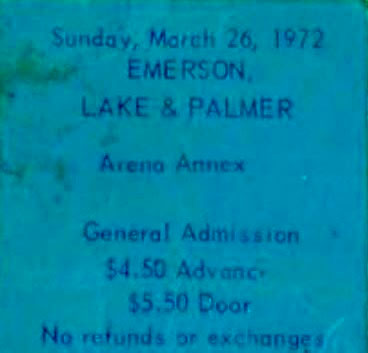 Sunday, March 26, 1972
EMERSON,
LAKE & PALMER
Arena Annex
General Admission
$4.50 Advance
$5.50 Door
No refunds or exchanges